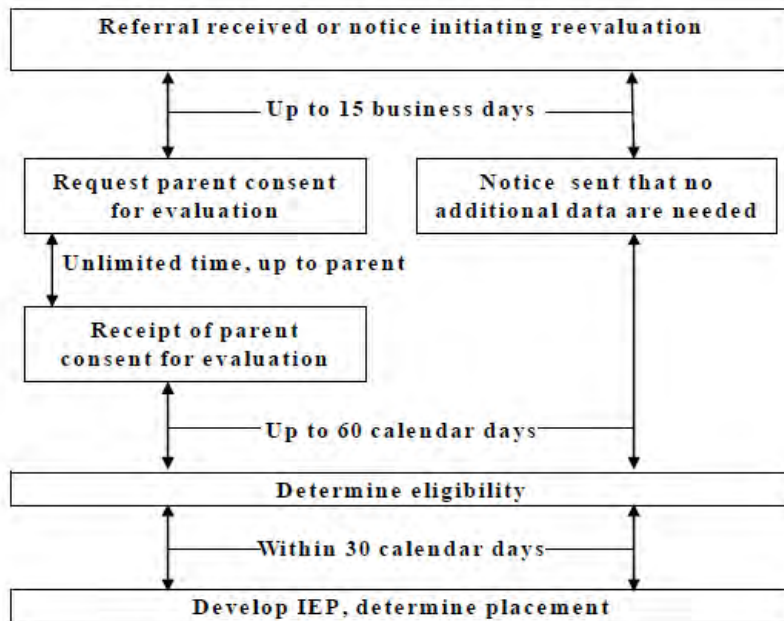 Referral received or notice initiating reevaluation
Up to 15 business days
Request parent consent
for evaluation
Notice sent that no
additional data are needed
Unlimited time, up to parent
Receipt of parent
consent for evaluation
Up to 60 calendar days
Determine eligibility
Within 30 calendar days
Develop IEP, determine placement